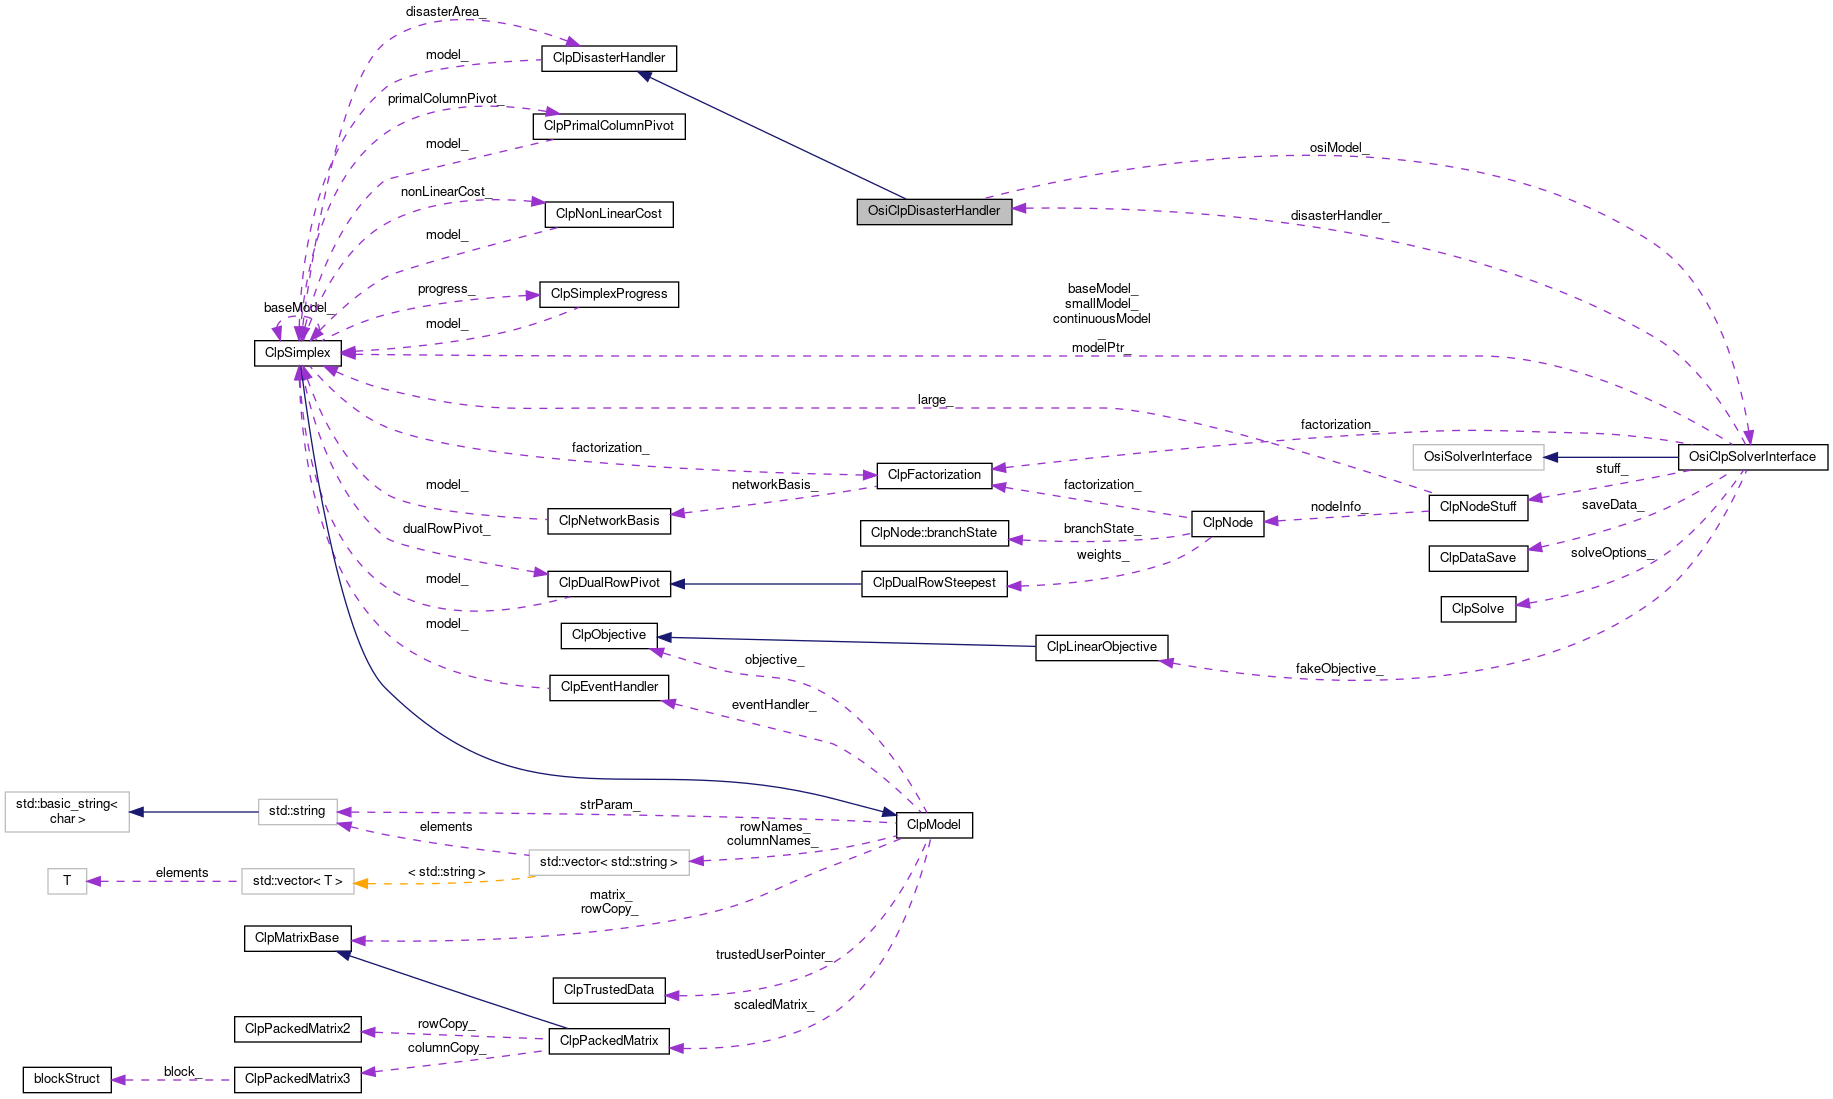 disasterArea_
ClpDisasterHandler
model_
primalColumnPivot_
ClpPrimalColumnPivot
model_
osiModel_
nonLinearCost_
ClpNonLinearCost
OsiClpDisasterHandler
disasterHandler_
model_
progress_
ClpSimplexProgress
baseModel_
smallModel_
continuousModel
_
modelPtr_
baseModel_
model_
ClpSimplex
large_
factorization_
factorization_
OsiSolverInterface
OsiClpSolverInterface
stuff_
ClpFactorization
model_
networkBasis_
factorization_
nodeInfo_
ClpNodeStuff
saveData_
ClpNetworkBasis
dualRowPivot_
ClpNode::branchState
branchState_
ClpNode
weights_
ClpDataSave
solveOptions_
model_
ClpDualRowPivot
ClpDualRowSteepest
ClpSolve
model_
ClpObjective
ClpLinearObjective
objective_
fakeObjective_
ClpEventHandler
eventHandler_
std::basic_string<
char >
std::string
strParam_
ClpModel
elements
rowNames_
columnNames_
std::vector< std::string >
T
elements
std::vector< T >
< std::string >
matrix_
rowCopy_
ClpMatrixBase
trustedUserPointer_
ClpTrustedData
scaledMatrix_
ClpPackedMatrix2
rowCopy_
ClpPackedMatrix
columnCopy_
blockStruct
block_
ClpPackedMatrix3